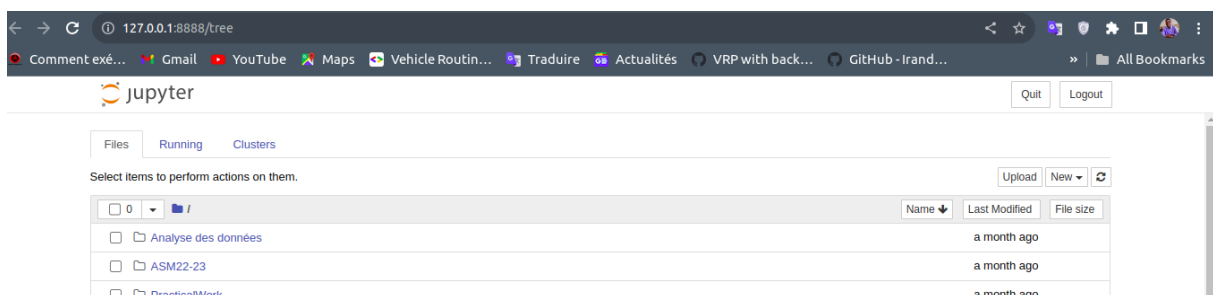 127.0.0.1:8888/tree
Comment exé... Gmail YouTube Maps Vehicle Routin... Traduire Actualités VRP with back... GitHub - Irand... » All Bookmarks
jupyter Quit Logout
Files Running Clusters
Select items to perform actions on them. Upload New
0 / Name Last Modified File size
Analyse des données a month ago
ASM22-23 a month ago
PracticalWork a month ago